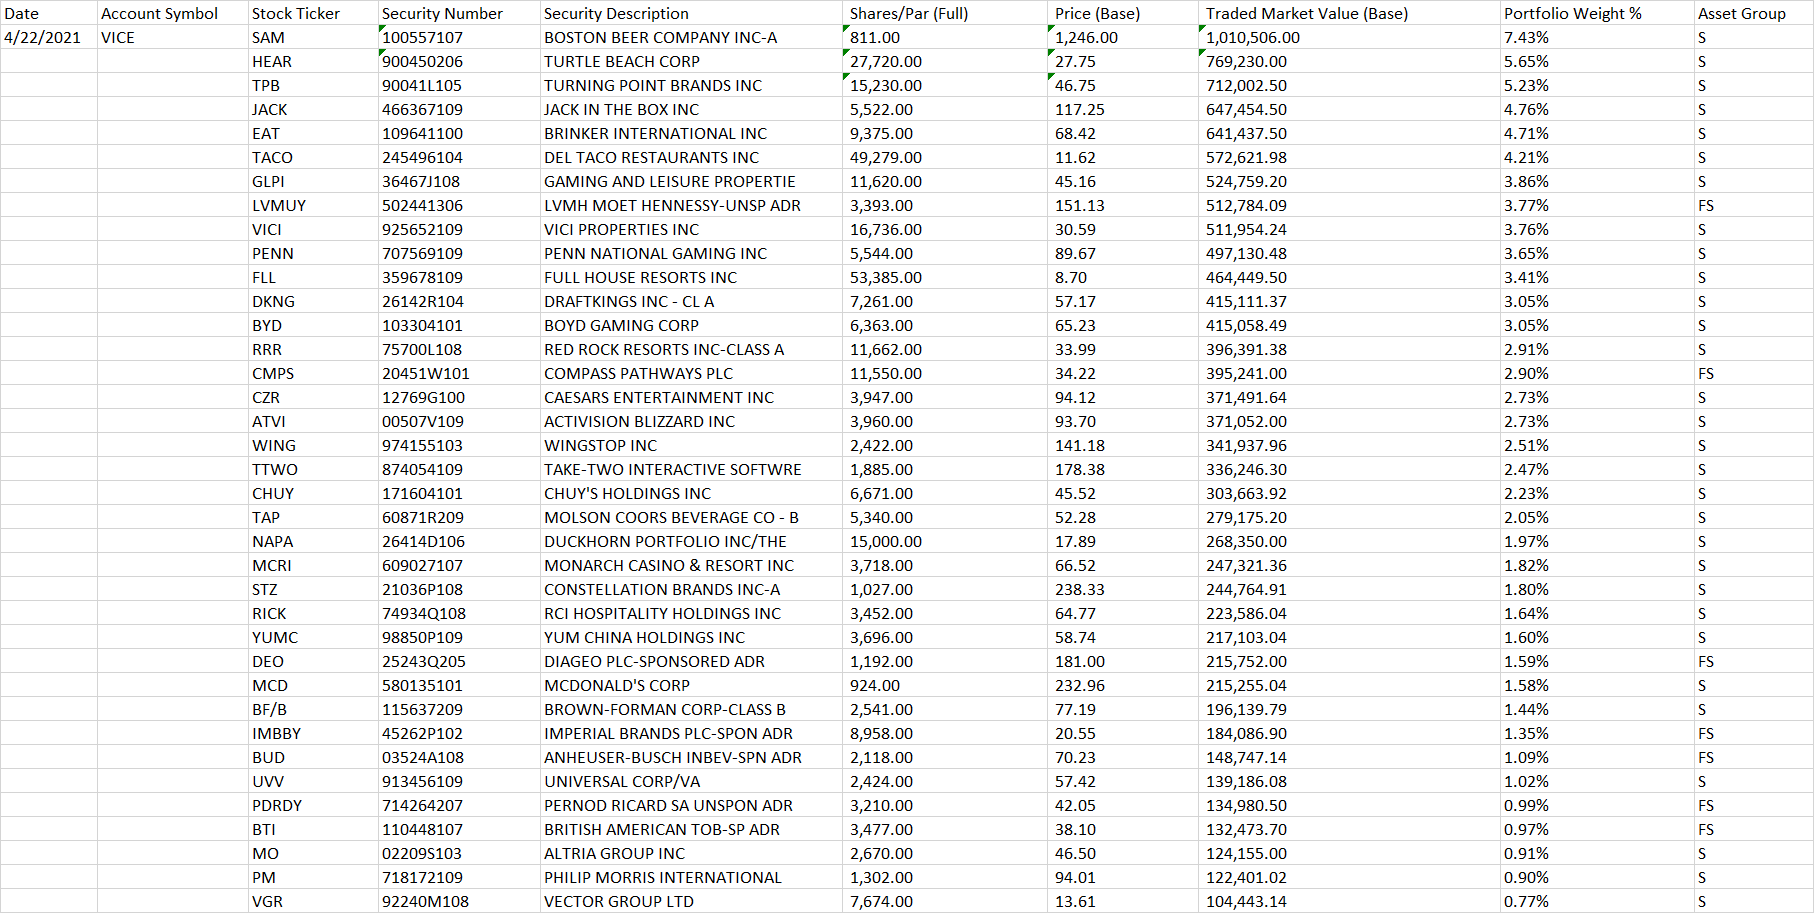 Date Account Symbol Stock Ticker Security Number Security Description Shares/Par (Full) Price (Base) Traded Market Value (Base) Portfolio Weight % Asset Group
4/22/2021 VICE SAM 100557107 BOSTON BEER COMPANY INC-A 811.00 1,246.00 1,010,506.00 7.43% S
HEAR 900450206 TURTLE BEACH CORP 27,720.00 27.75 769,230.00 5.65% S
TPB 90041L105 TURNING POINT BRANDS INC 15,230.00 46.75 712,002.50 5.23% S
JACK 466367109 JACK IN THE BOX INC 5,522.00 117.25 647,454.50 4.76% S
EAT 109641100 BRINKER INTERNATIONAL INC 9,375.00 68.42 641,437.50 4.71% S
TACO 245496104 DEL TACO RESTAURANTS INC 49,279.00 11.62 572,621.98 4.21% S
GLPI 36467J108 GAMING AND LEISURE PROPERTIE 11,620.00 45.16 524,759.20 3.86% S
LVMUY 502441306 LVMH MOET HENNESSY-UNSP ADR 3,393.00 151.13 512,784.09 3.77% FS
VICI 925652109 VICI PROPERTIES INC 16,736.00 30.59 511,954.24 3.76% S
PENN 707569109 PENN NATIONAL GAMING INC 5,544.00 89.67 497,130.48 3.65% S
FLL 359678109 FULL HOUSE RESORTS INC 53,385.00 8.70 464,449.50 3.41% S
DKNG 26142R104 DRAFTKINGS INC - CL A 7,261.00 57.17 415,111.37 3.05% S
BYD 103304101 BOYD GAMING CORP 6,363.00 65.23 415,058.49 3.05% S
RRR 75700L108 RED ROCK RESORTS INC-CLASS A 11,662.00 33.99 396,391.38 2.91% S
CMPS 20451W101 COMPASS PATHWAYS PLC 11,550.00 34.22 395,241.00 2.90% FS
CZR 12769G100 CAESARS ENTERTAINMENT INC 3,947.00 94.12 371,491.64 2.73% S
ATVI 00507V109 ACTIVISION BLIZZARD INC 3,960.00 93.70 371,052.00 2.73% S
WING 974155103 WINGSTOP INC 2,422.00 141.18 341,937.96 2.51% S
TTWO 874054109 TAKE-TWO INTERACTIVE SOFTWRE 1,885.00 178.38 336,246.30 2.47% S
CHUY 171604101 CHUY'S HOLDINGS INC 6,671.00 45.52 303,663.92 2.23% S
TAP 60871R209 MOLSON COORS BEVERAGE CO - B 5,340.00 52.28 279,175.20 2.05% S
NAPA 26414D106 DUCKHORN PORTFOLIO INC/THE 15,000.00 17.89 268,350.00 1.97% S
MCRI 609027107 MONARCH CASINO & RESORT INC 3,718.00 66.52 247,321.36 1.82% S
STZ 21036P108 CONSTELLATION BRANDS INC-A 1,027.00 238.33 244,764.91 1.80% S
RICK 74934Q108 RCI HOSPITALITY HOLDINGS INC 3,452.00 64.77 223,586.04 1.64% S
YUMC 98850P109 YUM CHINA HOLDINGS INC 3,696.00 58.74 217,103.04 1.60% S
DEO 25243Q205 DIAGEO PLC-SPONSORED ADR 1,192.00 181.00 215,752.00 1.59% FS
MCD 580135101 MCDONALD'S CORP 924.00 232.96 215,255.04 1.58% S
BF/B 115637209 BROWN-FORMAN CORP-CLASS B 2,541.00 77.19 196,139.79 1.44% S
IMBBY 45262P102 IMPERIAL BRANDS PLC-SPON ADR 8,958.00 20.55 184,086.90 1.35% FS
BUD 03524A108 ANHEUSER-BUSCH INBEV-SPN ADR 2,118.00 70.23 148,747.14 1.09% FS
UVV 913456109 UNIVERSAL CORP/VA 2,424.00 57.42 139,186.08 1.02% S
PDRDY 714264207 PERNOD RICARD SA UNSPON ADR 3,210.00 42.05 134,980.50 0.99% FS
BTI 110448107 BRITISH AMERICAN TOB-SP ADR 3,477.00 38.10 132,473.70 0.97% FS
MO 02209S103 ALTRIA GROUP INC 2,670.00 46.50 124,155.00 0.91% S
PM 718172109 PHILIP MORRIS INTERNATIONAL 1,302.00 94.01 122,401.02 0.90% S
VGR 92240M108 VECTOR GROUP LTD 7,674.00 13.61 104,443.14 0.77% S